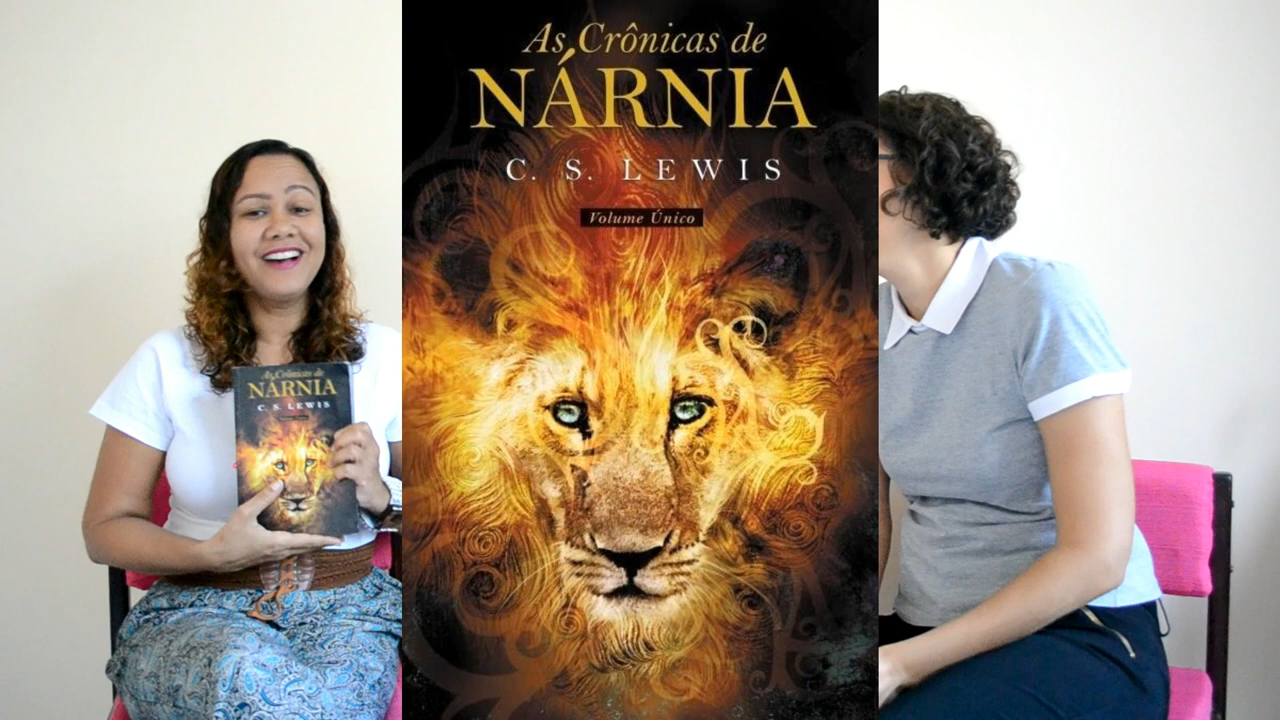 As Crônicas de
NÁRNIA
C. S. LEWIS
Volume Único
As Crônicas de
NÁRNIA
C. S. LEWIS